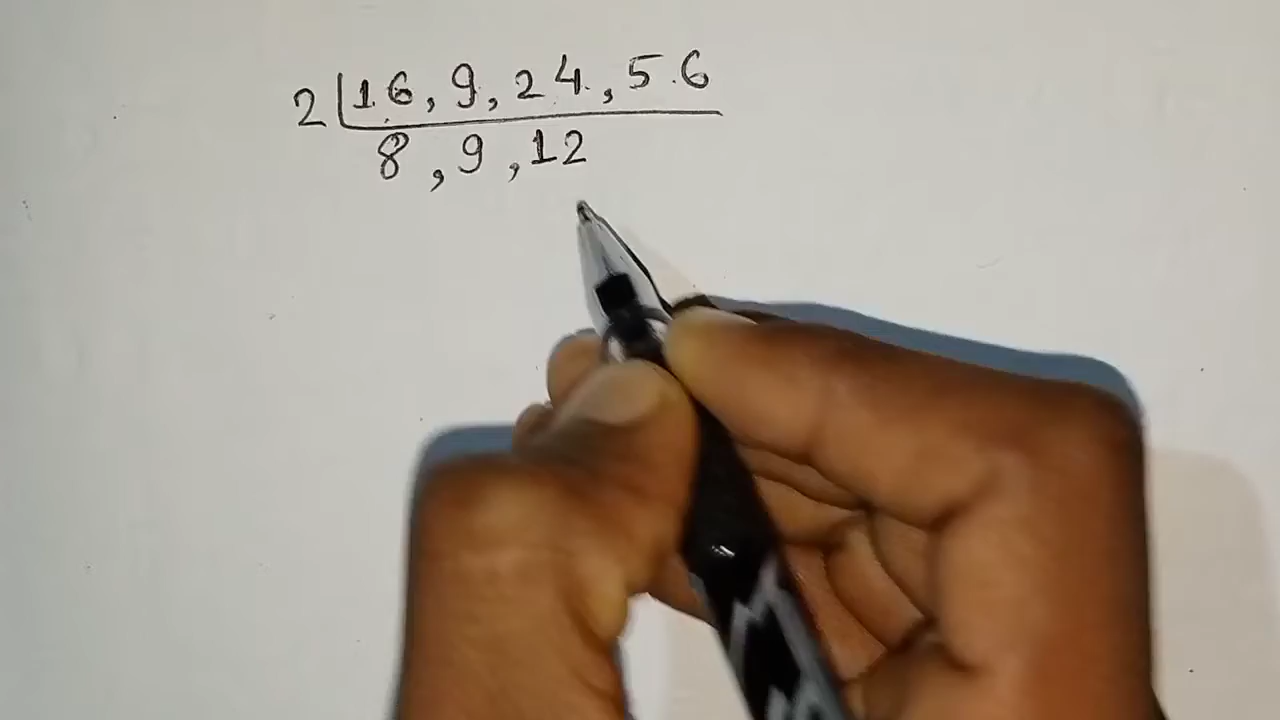 2 | 16, 9, 24, 56
8, 9, 12